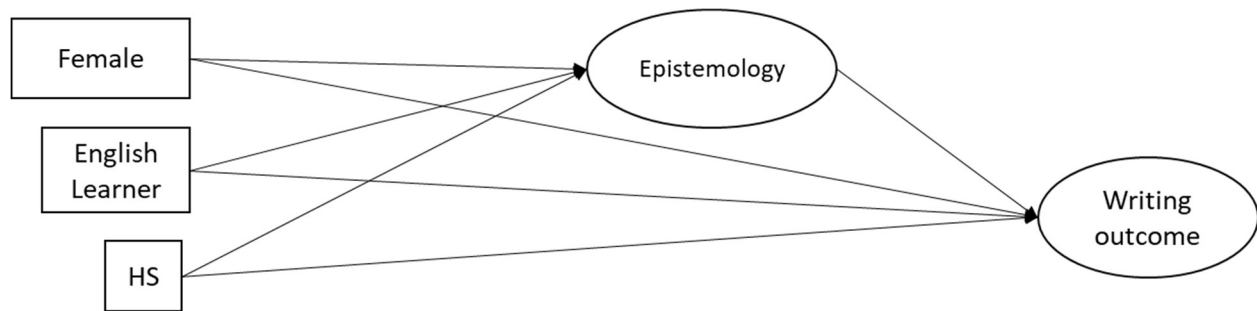 Female
Epistemology
English
Learner
Writing
outcome
HS